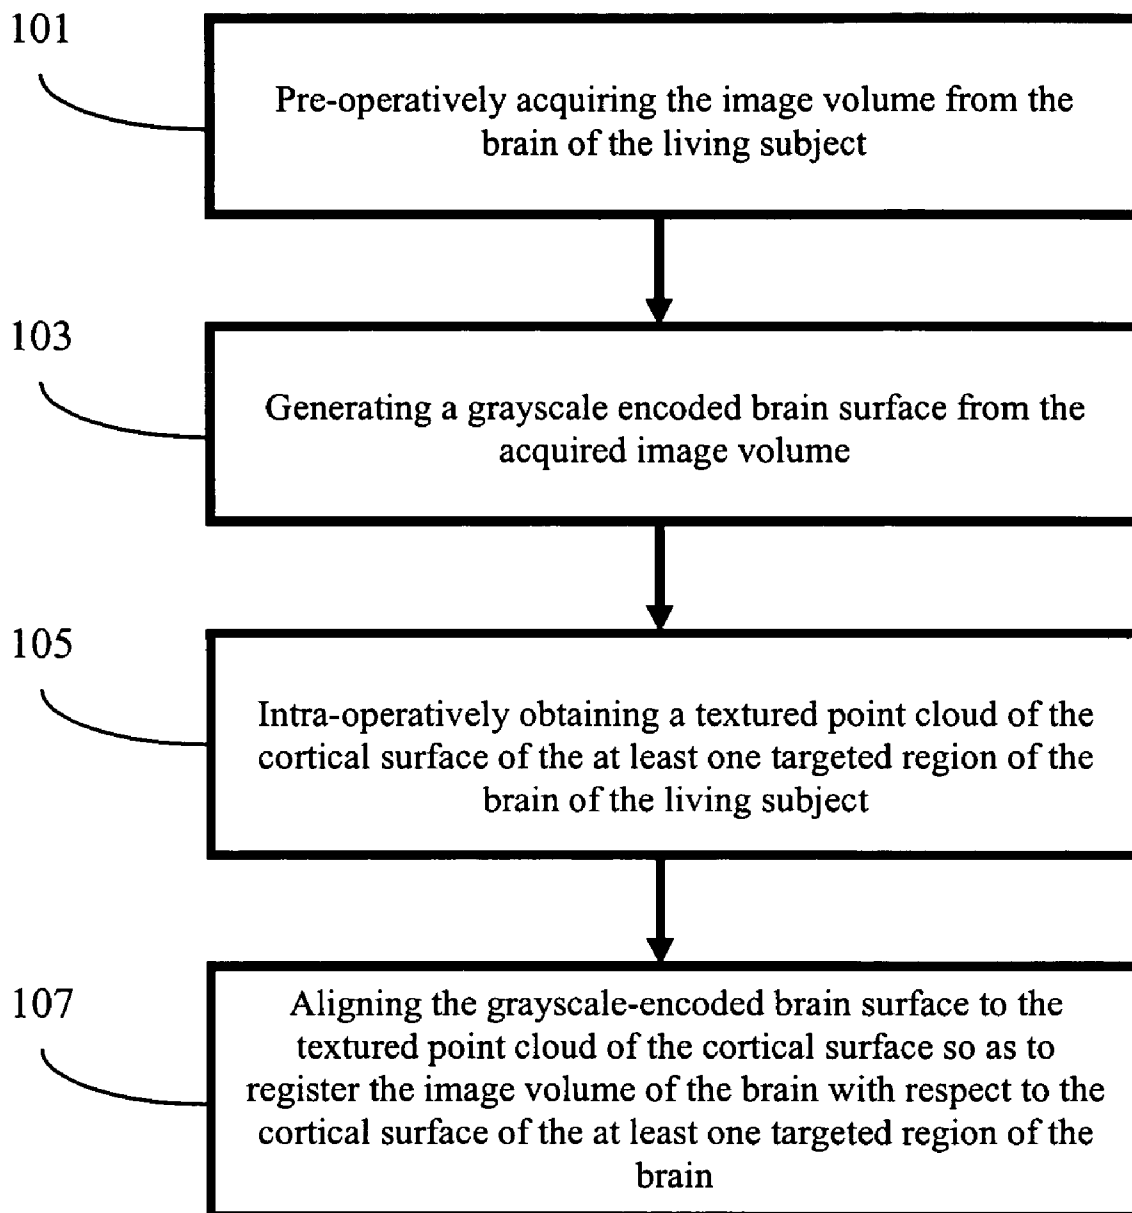 101
Pre-operatively acquiring the image volume from the
brain of the living subject
103
Generating a grayscale encoded brain surface from the
acquired image volume
105
Intra-operatively obtaining a textured point cloud of the
cortical surface of the at least one targeted region of the
brain of the living subject
107
Aligning the grayscale-encoded brain surface to the
textured point cloud of the cortical surface so as to
register the image volume of the brain with respect to the
cortical surface of the at least one targeted region of the
brain